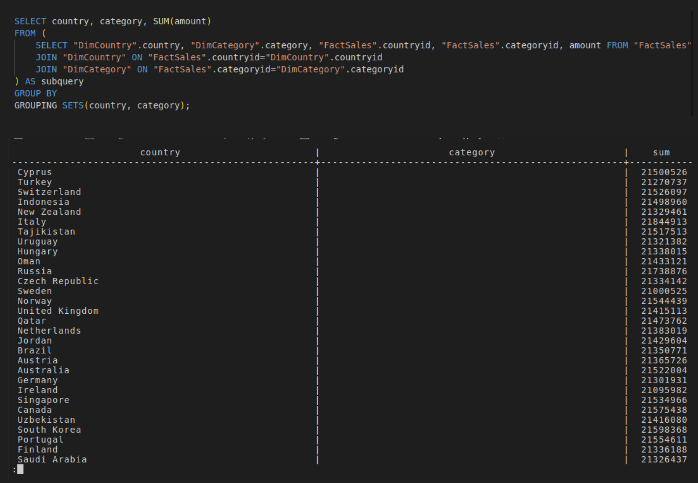 SELECT country, category, SUM(amount)
FROM (
SELECT "DimCountry".country, "DimCategory".category, "FactSales".countryid, "FactSales".categoryid, amount FROM "FactSales"
JOIN "DimCountry" ON "FactSales".countryid="DimCountry".countryid
JOIN "DimCategory" ON "FactSales".categoryid="DimCategory".categoryid
) AS subquery
GROUP BY
GROUPING SETS(country, category);
country | category | sum
Cyprus | | 21500526
Turkey | | 21270737
Switzerland | | 21526097
Indonesia | | 21498960
New Zealand | | 21329461
Italy | | 21844913
Tajikistan | | 21517513
Uruguay | | 21321382
Hungary | | 21338015
Oman | | 21433121
Russia | | 21738876
Czech Republic | | 21334142
Sweden | | 21000525
Norway | | 21544439
United Kingdom | | 21415113
Qatar | | 21473762
Netherlands | | 21383019
Jordan | | 21429604
Brazil | | 21350771
Austria | | 21365726
Australia | | 21522004
Germany | | 21301931
Ireland | | 21095982
Singapore | | 21534966
Canada | | 21575438
Uzbekistan | | 21416080
South Korea | | 21598368
Portugal | | 21554611
Finland | | 21336188
Saudi Arabia | | 21326437
: